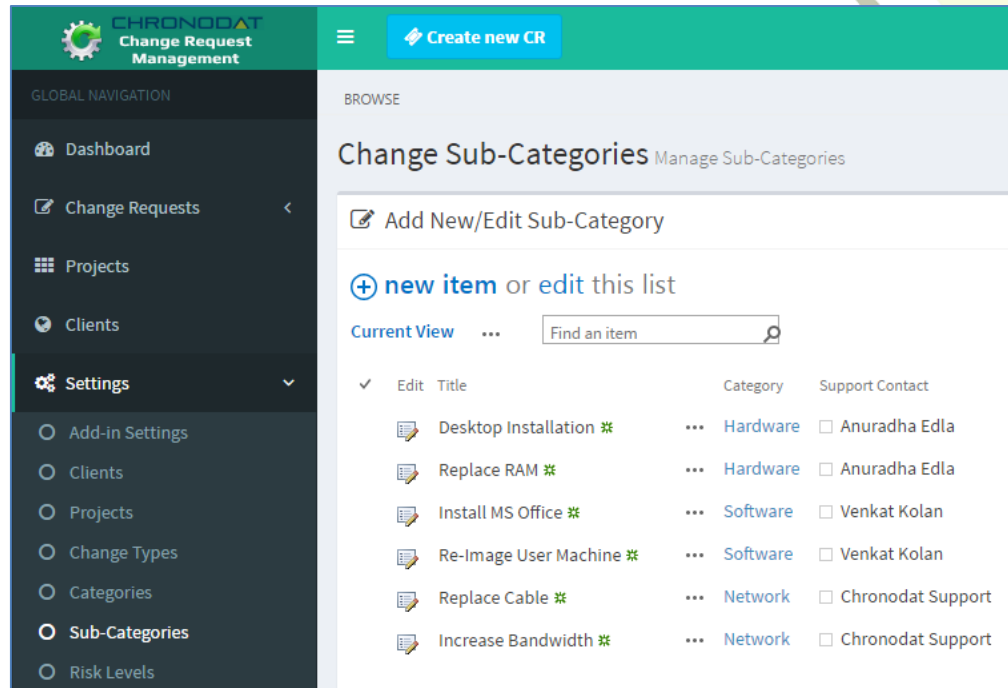 CHRONODAT
Change Request
Management
Create new CR
GLOBAL NAVIGATION
Dashboard
Change Requests
Projects
Clients
Settings
Add-in Settings
Clients
Projects
Change Types
Categories
Sub-Categories
Risk Levels
BROWSE
Change Sub-Categories Manage Sub-Categories
Add New/Edit Sub-Category
new item or edit this list
Current View ... Find an item
Edit Title Category Support Contact
Desktop Installation ... Hardware Anuradha Edla
Replace RAM ... Hardware Anuradha Edla
Install MS Office ... Software Venkat Kolan
Re-Image User Machine ... Software Venkat Kolan
Replace Cable ... Network Chronodat Support
Increase Bandwidth ... Network Chronodat Support